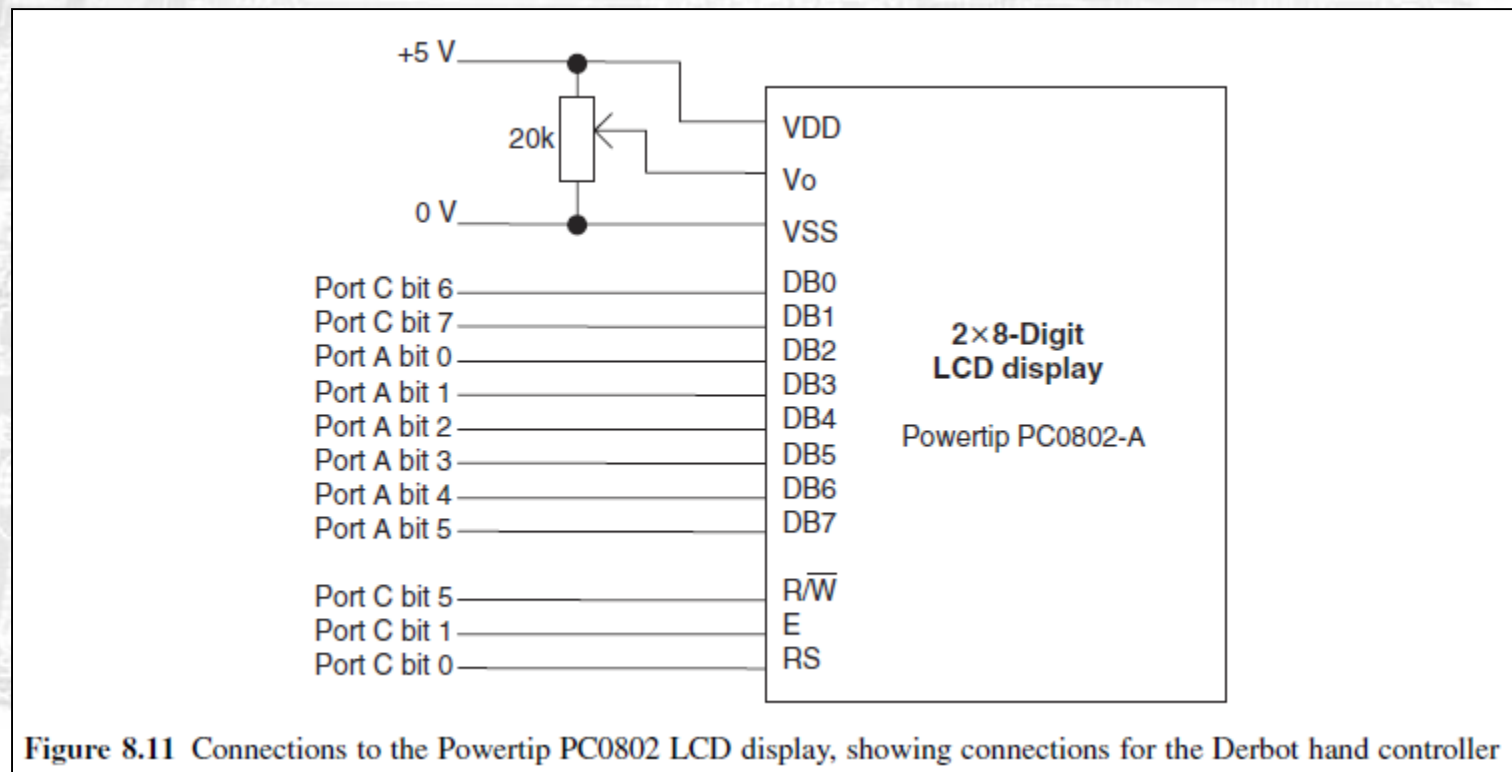 +5 V
20k
0 V
VDD
Vo
VSS
Port C bit 6 DB0
Port C bit 7 DB1
Port A bit 0 DB2
Port A bit 1 DB3
Port A bit 2 DB4
Port A bit 3 DB5
Port A bit 4 DB6
Port A bit 5 DB7
2×8-Digit
LCD display
Powertip PC0802-A
Port C bit 5 R/W̅
Port C bit 1 E
Port C bit 0 RS
Figure 8.11 Connections to the Powertip PC0802 LCD display, showing connections for the Derbot hand controller